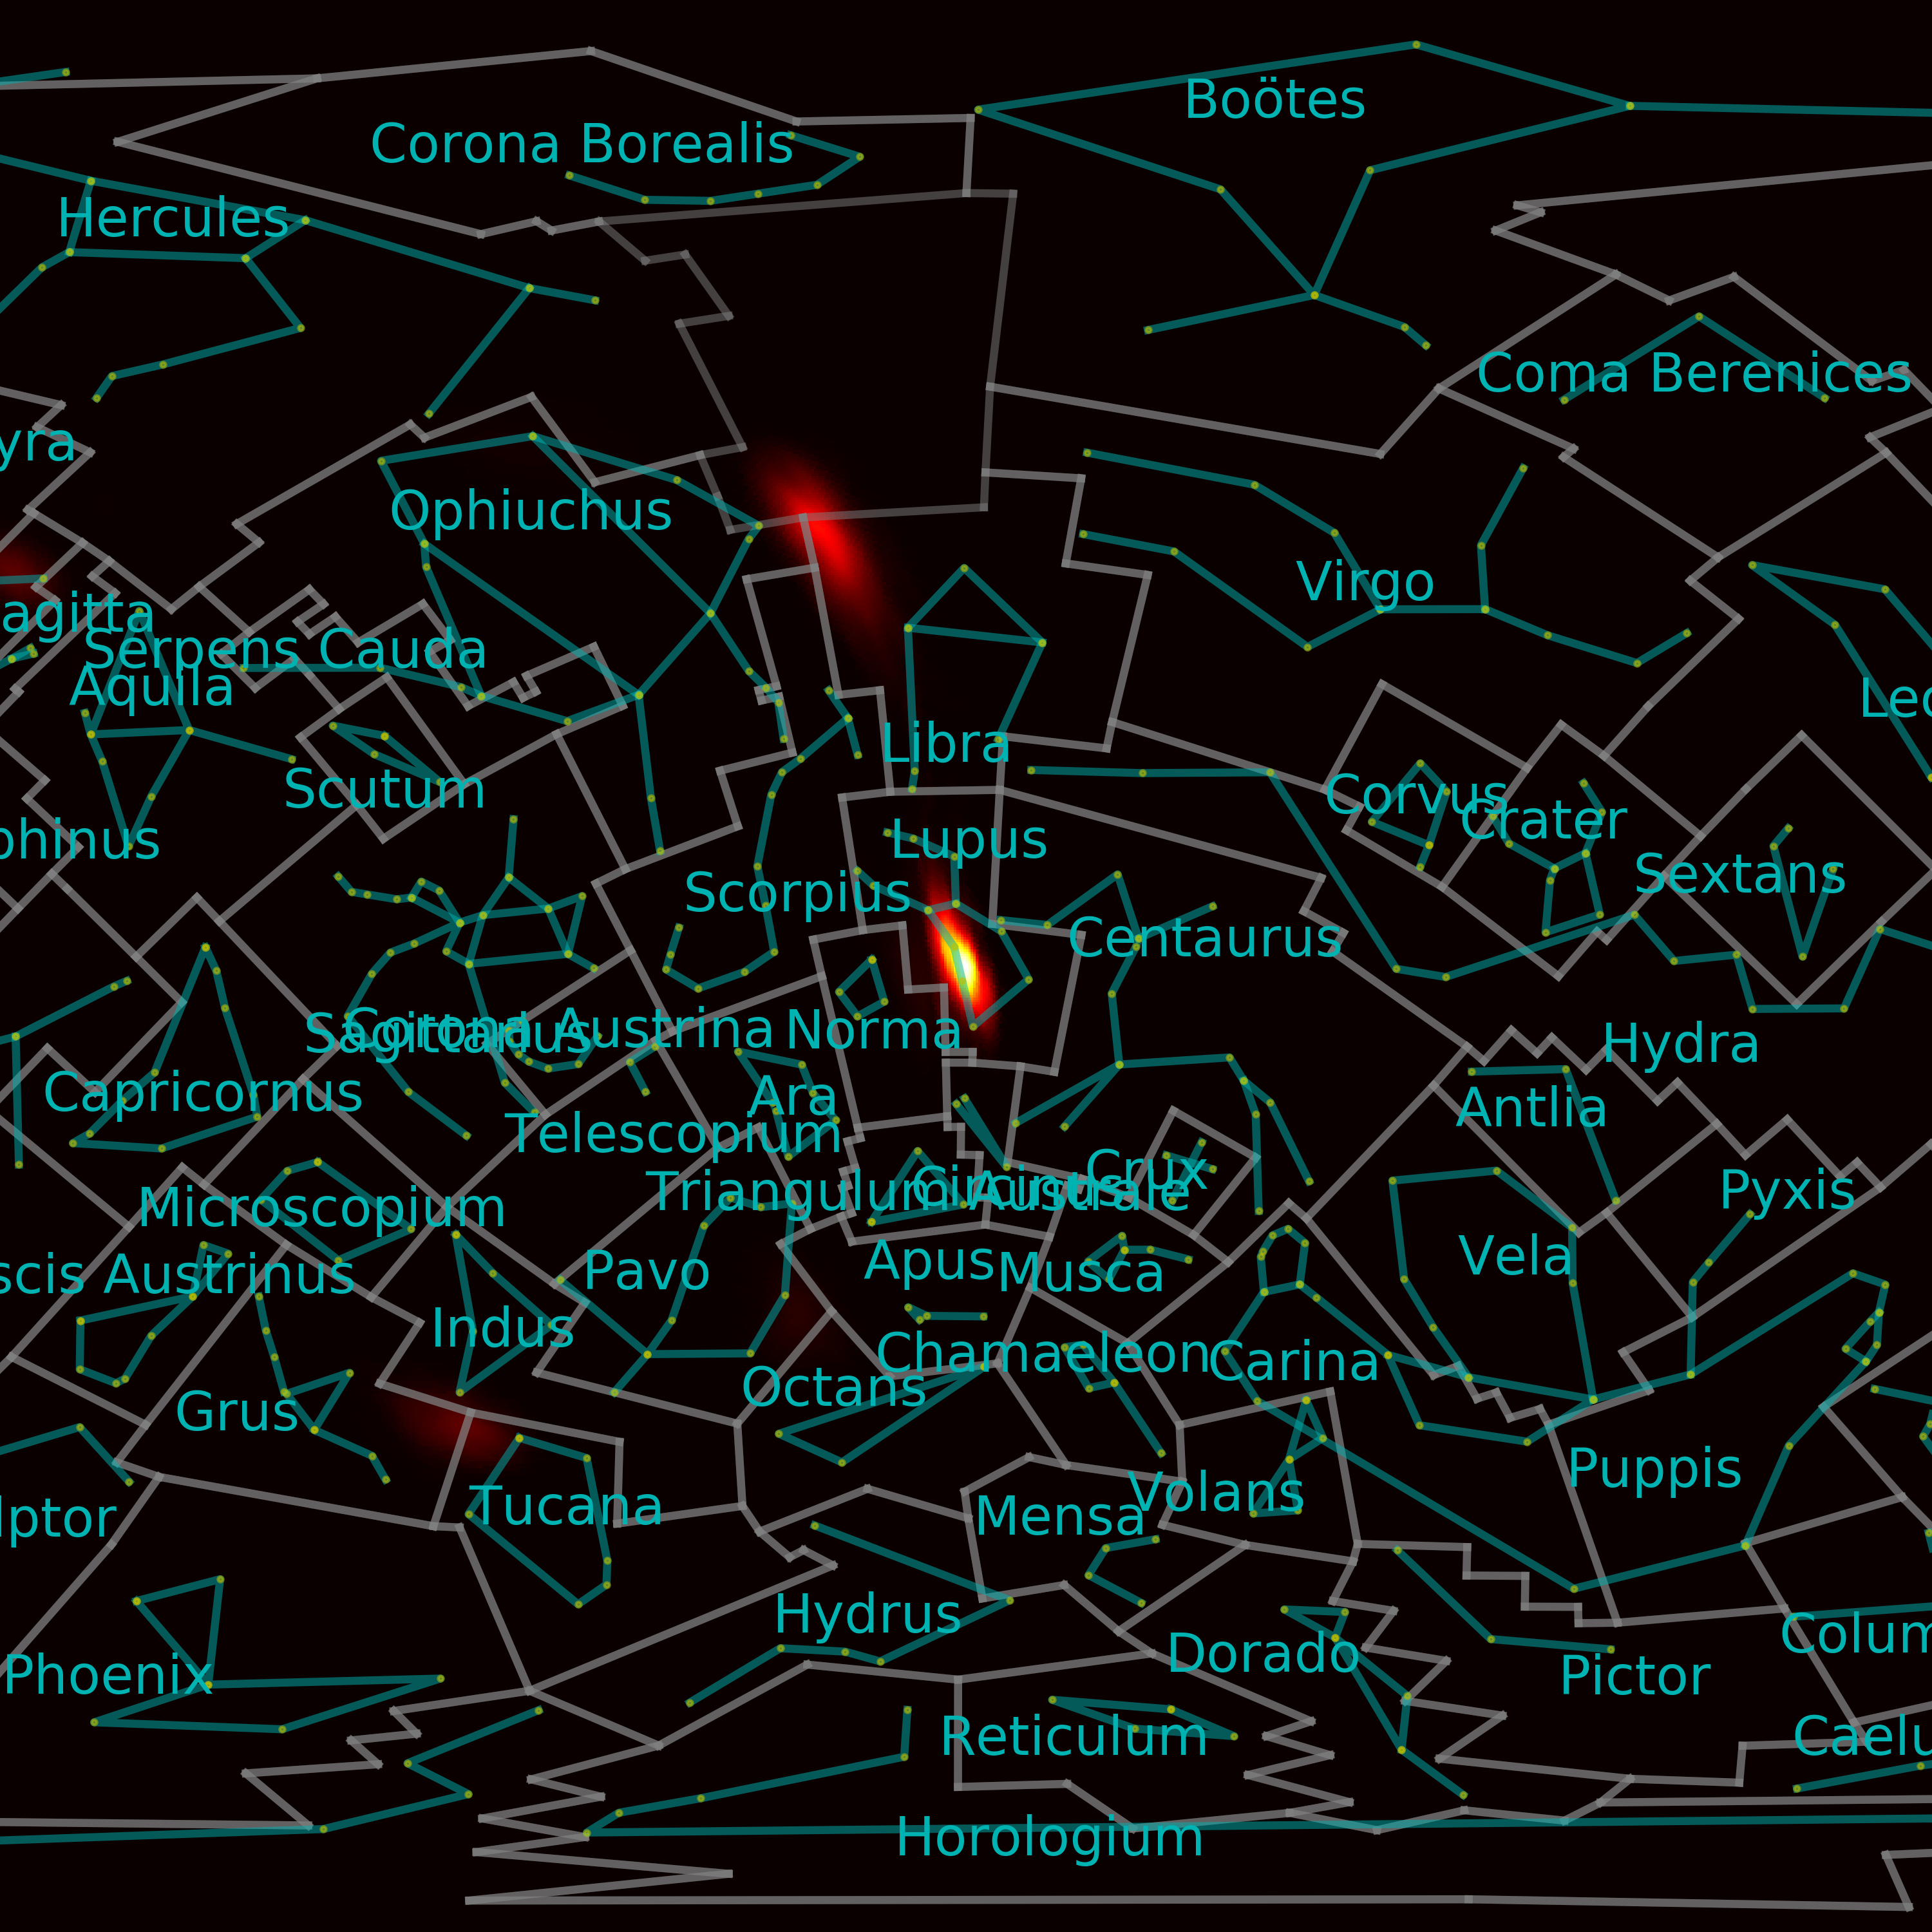 Boötes
Corona Borealis
Hercules
Coma Berenices
yra
Ophiuchus
Virgo
agitta
Serpens Cauda
Aquila
Leo
Libra
Scutum
Corvus
Crater
phinus
Lupus
Sextans
Scorpius
Centaurus
Corona Austrina
Sagittarius
Norma
Hydra
Capricornus
Ara
Antlia
Telescopium
Crux
Triangulum Australe
Circinus
Pyxis
Microscopium
Vela
scis Austrinus
Pavo
Apus
Musca
Indus
Chamaeleon
Carina
Octans
Grus
Puppis
Tucana
Volans
Mensa
lptor
Hydrus
Colum
Dorado
Phoenix
Pictor
Reticulum
Caelu
Horologium